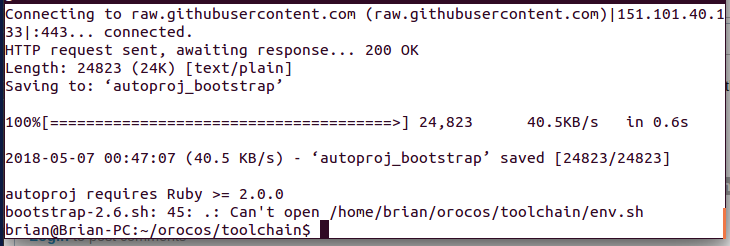 Connecting to raw.githubusercontent.com (raw.githubusercontent.com)|151.101.40.1
33|:443... connected.
HTTP request sent, awaiting response... 200 OK
Length: 24823 (24K) [text/plain]
Saving to: ‘autoproj_bootstrap’
100%[======================================>] 24,823      40.5KB/s   in 0.6s
2018-05-07 00:47:07 (40.5 KB/s) - ‘autoproj_bootstrap’ saved [24823/24823]
autoproj requires Ruby >= 2.0.0
bootstrap-2.6.sh: 45: .: Can't open /home/brian/orocos/toolchain/env.sh
brian@Brian-PC:~/orocos/toolchain$